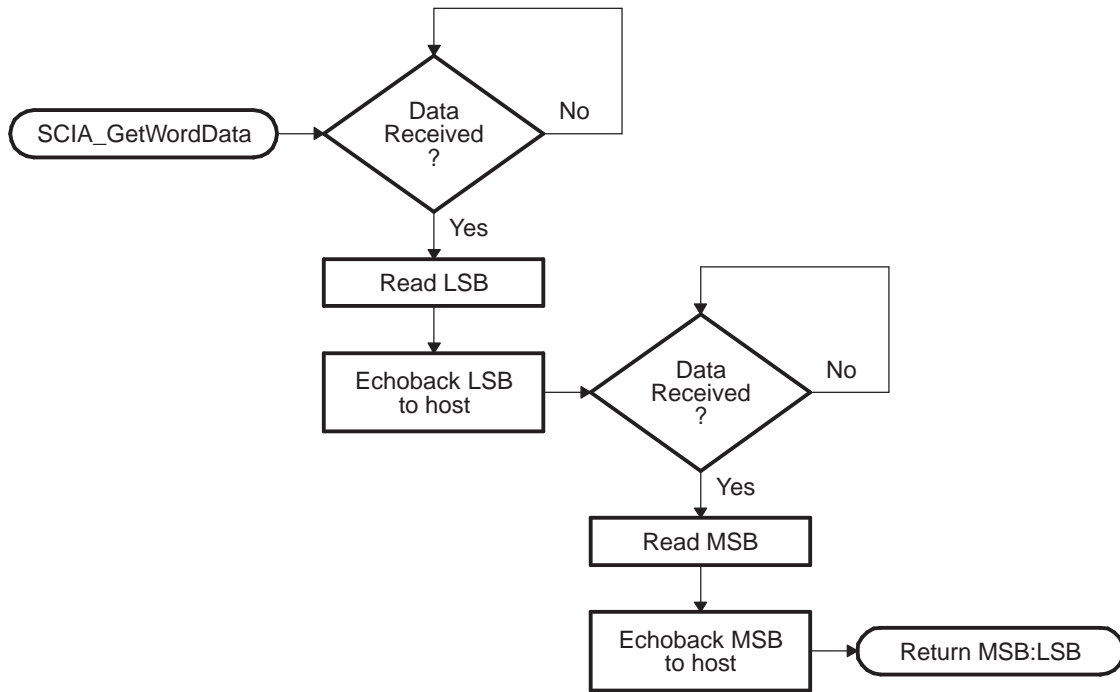 SCIA_GetWordData
Data
Received
?
No
Yes
Read LSB
Echoback LSB
to host
Data
Received
?
No
Yes
Read MSB
Echoback MSB
to host
Return MSB:LSB